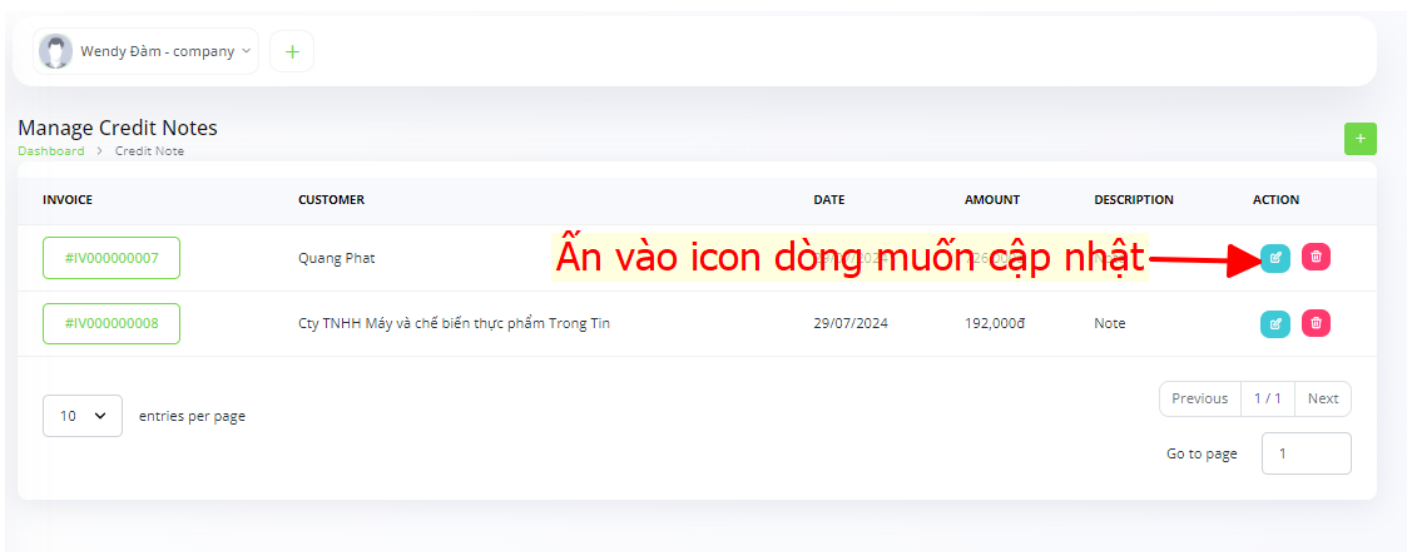 Wendy Đàm - company
+
Manage Credit Notes
+
Dashboard > Credit Note
INVOICE CUSTOMER DATE AMOUNT DESCRIPTION ACTION
#IV000000007 Quang Phat Ấn vào icon dòng muốn cập nhật
#IV000000008 Cty TNHH Máy và chế biến thực phẩm Trong Tin 29/07/2024 192,000đ Note
10 entries per page
Previous 1 / 1 Next
Go to page 1